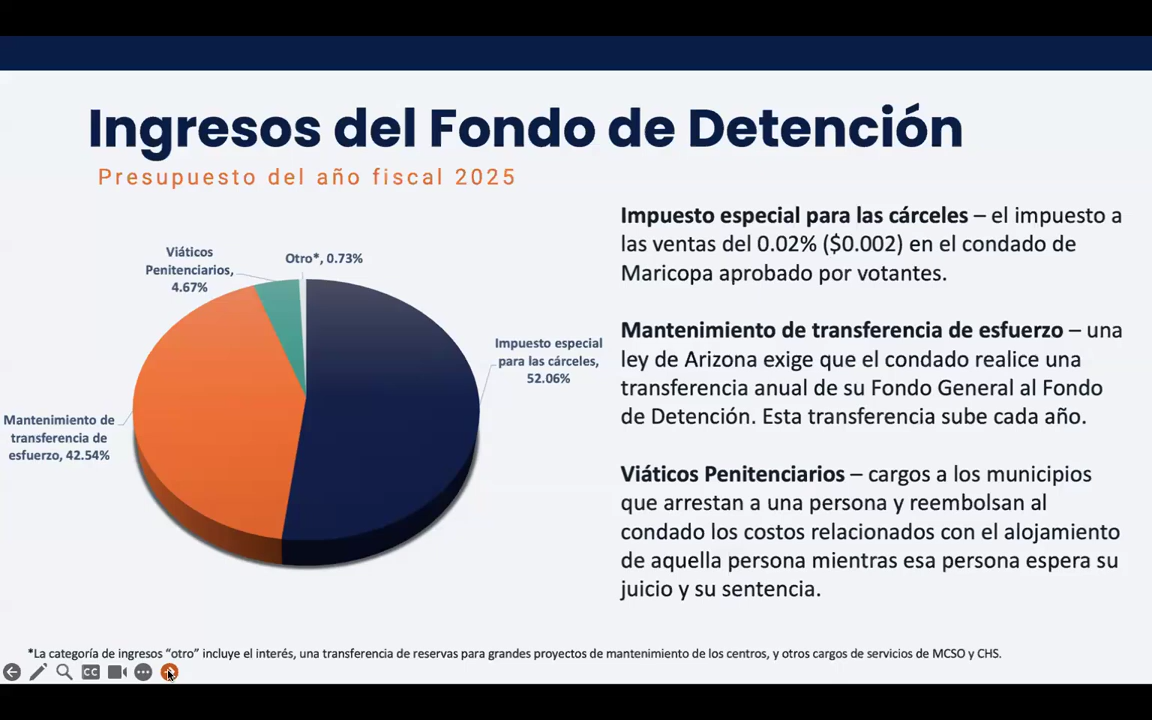 Ingresos del Fondo de Detención
Presupuesto del año fiscal 2025
Viáticos
Penitenciarios,
4.67%
Otro*, 0.73%
Impuesto especial
para las cárceles,
52.06%
Mantenimiento de
transferencia de
esfuerzo, 42.54%
Impuesto especial para las cárceles – el impuesto a
las ventas del 0.02% ($0.002) en el condado de
Maricopa aprobado por votantes.
Mantenimiento de transferencia de esfuerzo – una
ley de Arizona exige que el condado realice una
transferencia anual de su Fondo General al Fondo
de Detención. Esta transferencia sube cada año.
Viáticos Penitenciarios – cargos a los municipios
que arrestan a una persona y reembolsan al
condado los costos relacionados con el alojamiento
de aquella persona mientras esa persona espera su
juicio y su sentencia.
*La categoría de ingresos “otro” incluye el interés, una transferencia de reservas para grandes proyectos de mantenimiento de los centros, y otros cargos de servicios de MCSO y CHS.
CC